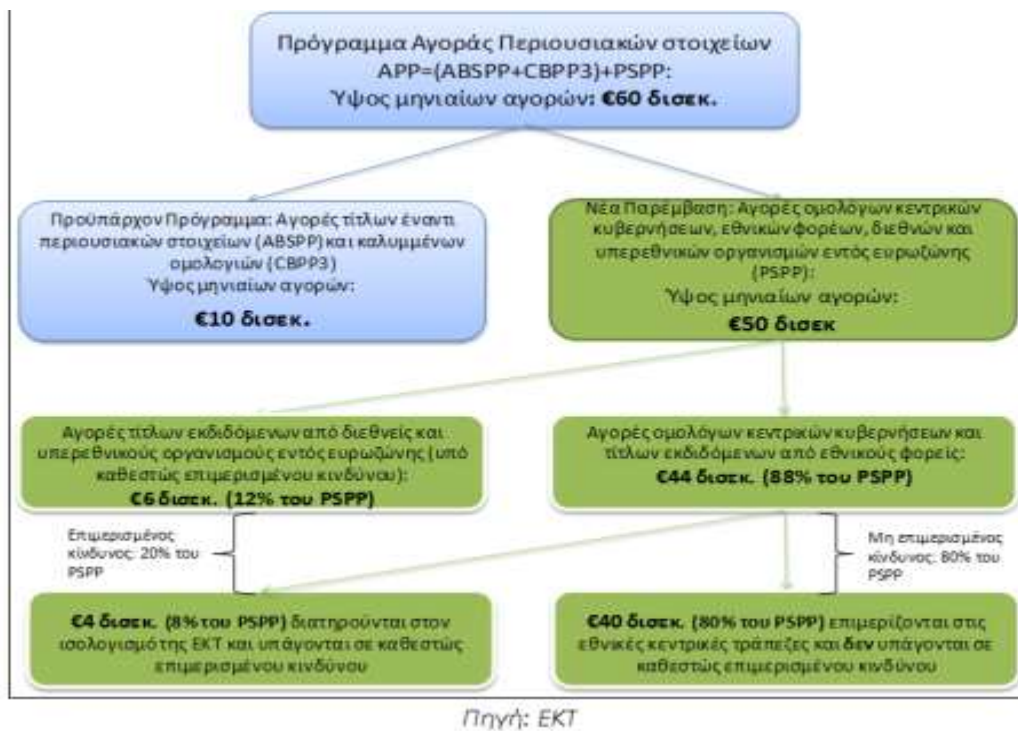 Πρόγραμμα Αγοράς Περιουσιακών στοιχείων
APP=(ABSPP+CBPP3)+PSPP:
Ύψος μηνιαίων αγορών: €60 δισεκ.
Προϋπάρχον Πρόγραμμα: Αγορές τίτλων έναντι
περιουσιακών στοιχείων (ABSPP) και καλυμμένων
ομολογιών (CBPP3)
Ύψος μηνιαίων αγορών:
€10 δισεκ.
Νέα Παρέμβαση: Αγορές ομολόγων κεντρικών
κυβερνήσεων, εθνικών φορέων, διεθνών και
υπερεθνικών οργανισμών εντός ευρωζώνης
(PSPP):
Ύψος μηνιαίων αγορών:
€50 δισεκ
Αγορές τίτλων εκδιδόμενων από διεθνείς και
υπερεθνικούς οργανισμούς εντός ευρωζώνης (υπό
καθεστώς επιμερισμένου κινδύνου):
€6 δισεκ. (12% του PSPP)
Αγορές ομολόγων κεντρικών κυβερνήσεων και
τίτλων εκδιδόμενων από εθνικούς φορείς:
€44 δισεκ. (88% του PSPP)
Επιμερισμένος
κίνδυνος: 20% του
PSPP
Μη επιμερισμένος
κίνδυνος: 80% του
PSPP
€4 δισεκ. (8% του PSPP) διατηρούνται στον
ισολογισμό της ΕΚΤ και υπάγονται σε καθεστώς
επιμερισμένου κινδύνου
€40 δισεκ. (80% του PSPP) επιμερίζονται στις
εθνικές κεντρικές τράπεζες και δεν υπάγονται σε
καθεστώς επιμερισμένου κινδύνου
Πηγή: ΕΚΤ